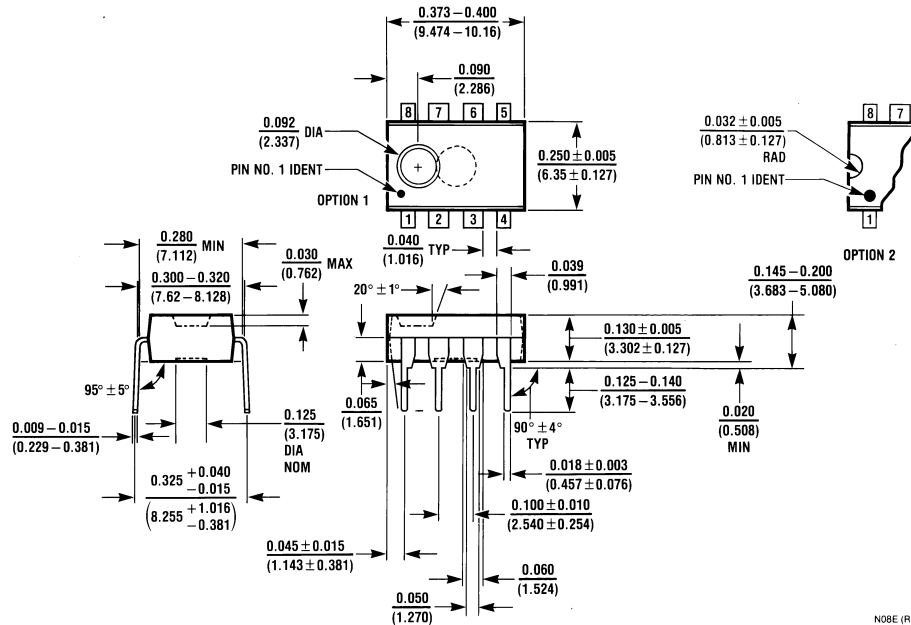 0.373–0.400
(9.474–10.16)
0.090
(2.286)
8 7 6 5
0.092 DIA
(2.337)
PIN NO. 1 IDENT
OPTION 1
0.250 ± 0.005
(6.35 ± 0.127)
1 2 3 4
8 7
0.032 ± 0.005
(0.813 ± 0.127)
RAD
PIN NO. 1 IDENT
1
OPTION 2
0.280 MIN
(7.112)
0.300 – 0.320
(7.62 – 8.128)
0.030 MAX
(0.762)
0.040 TYP
(1.016)
0.039
(0.991)
20° ± 1°
0.145 – 0.200
(3.683 – 5.080)
0.130 ± 0.005
(3.302 ± 0.127)
0.125 – 0.140
(3.175 – 3.556)
0.020
(0.508)
MIN
95° ± 5°
0.009 – 0.015
(0.229 – 0.381)
0.125
(3.175)
DIA
NOM
0.065
(1.651)
90° ± 4°
TYP
0.018 ± 0.003
(0.457 ± 0.076)
0.325 +0.040 −0.015
(8.255 +1.016 −0.381)
0.100 ± 0.010
(2.540 ± 0.254)
0.045 ± 0.015
(1.143 ± 0.381)
0.060
(1.524)
0.050
(1.270)
N08E (R